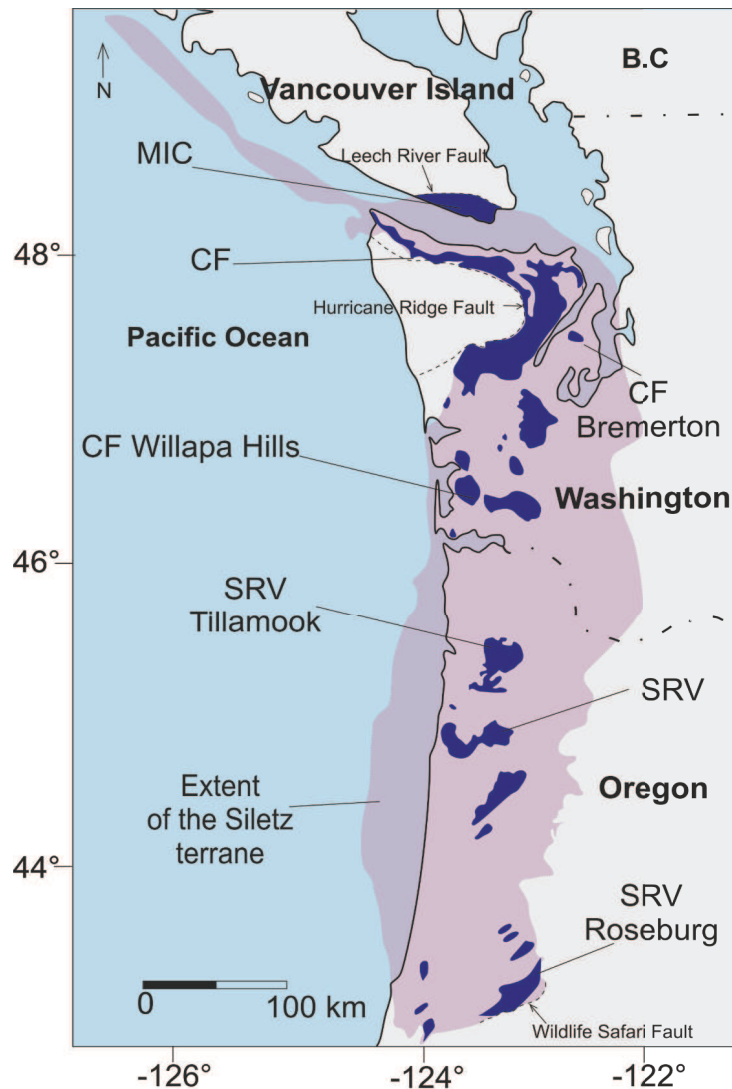 B.C
N
Vancouver Island
MIC
Leech River Fault
48°
CF
Hurricane Ridge Fault
Pacific Ocean
CF
Bremerton
CF Willapa Hills
Washington
46°
SRV
Tillamook
SRV
Extent
of the Siletz
terrane
Oregon
44°
SRV
Roseburg
0
100 km
Wildlife Safari Fault
-126°
-124°
-122°